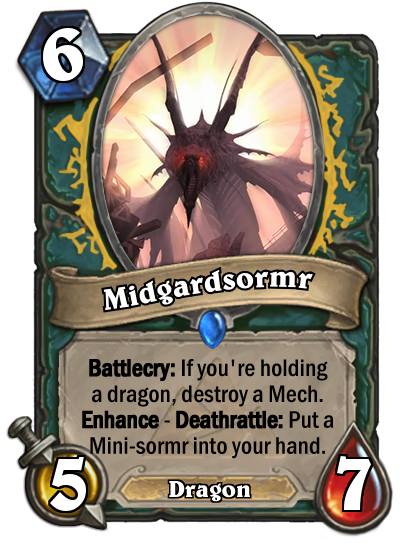 6
Midgardsormr
Battlecry: If you're holding
a dragon, destroy a Mech.
Enhance - Deathrattle: Put a
Mini-sormr into your hand.
5
Dragon
7